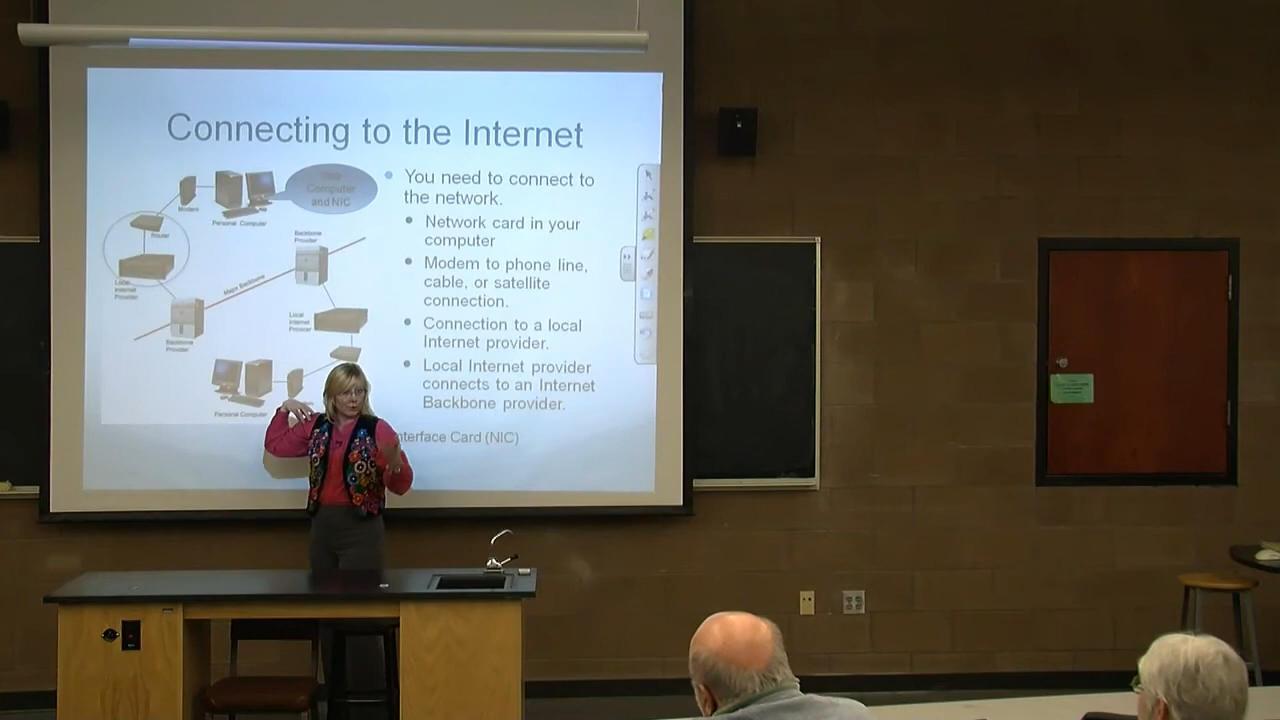 Connecting to the Internet
Computer
and NIC
You need to connect to
the network.
Network card in your
computer
Modem to phone line,
cable, or satellite
connection.
Connection to a local
Internet provider.
Local Internet provider
connects to an Internet
Backbone provider.
Interface Card (NIC)
Modem
Personal Computer
Router
Local
Internet
Provider
Backbone
Provider
Major Backbone
Backbone
Provider
Local
Internet
Provider
Personal Computer